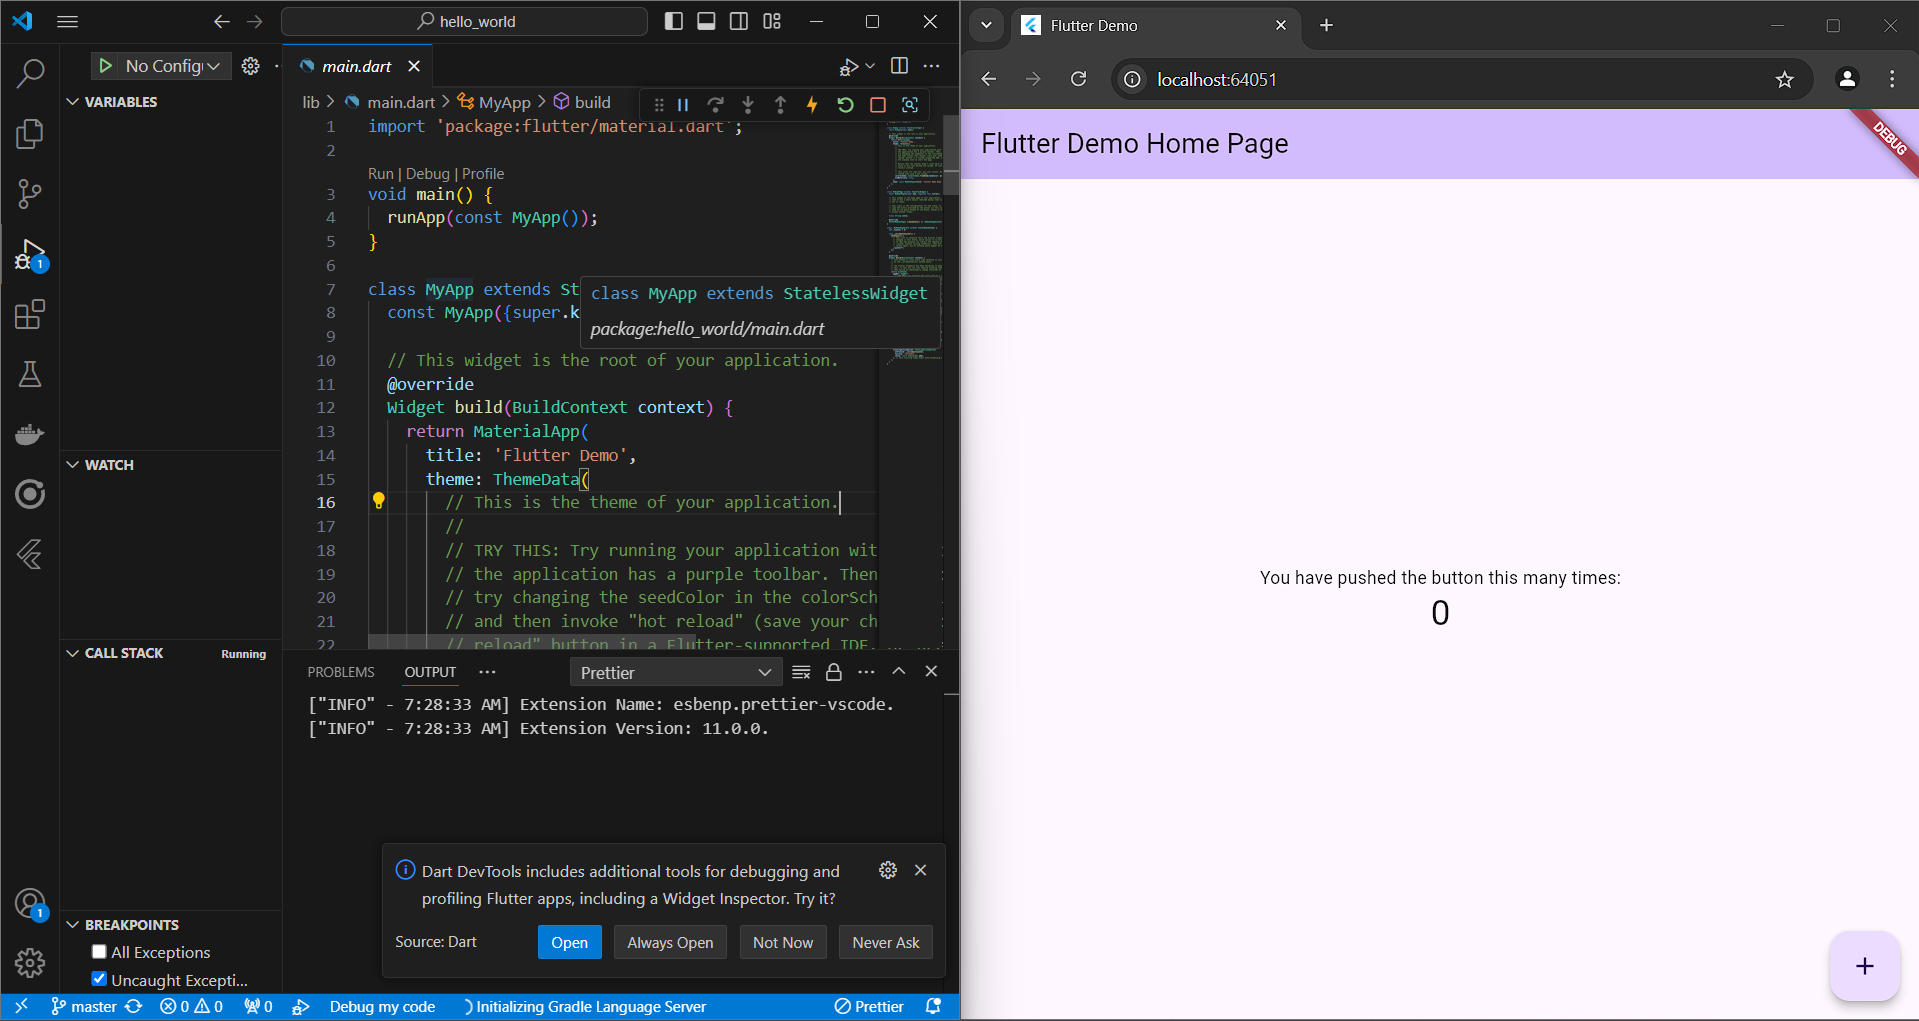 hello_world
No Config
main.dart
VARIABLES
lib > main.dart > MyApp > build
1 import 'package:flutter/material.dart';
2
Run | Debug | Profile
3 void main() {
4 runApp(const MyApp());
5 }
6
7 class MyApp extends St
8 const MyApp({super.k
class MyApp extends StatelessWidget
package:hello_world/main.dart
9
10 // This widget is the root of your application.
11 @override
12 Widget build(BuildContext context) {
13 return MaterialApp(
14 title: 'Flutter Demo',
15 theme: ThemeData(
16 // This is the theme of your application.
17 //
18 // TRY THIS: Try running your application wit
19 // the application has a purple toolbar. Then
20 // try changing the seedColor in the colorSch
21 // and then invoke "hot reload" (save your ch
22 // reload" button in a Flutter-supported IDE,
WATCH
CALL STACK
Running
PROBLEMS
OUTPUT
Prettier
["INFO" - 7:28:33 AM] Extension Name: esbenp.prettier-vscode.
["INFO" - 7:28:33 AM] Extension Version: 11.0.0.
Dart DevTools includes additional tools for debugging and
profiling Flutter apps, including a Widget Inspector. Try it?
Source: Dart
Open
Always Open
Not Now
Never Ask
BREAKPOINTS
All Exceptions
Uncaught Excepti...
1
1
master
0
0
0
Debug my code
Initializing Gradle Language Server
Prettier
Flutter Demo
localhost:64051
Flutter Demo Home Page
DEBUG
You have pushed the button this many times:
0
+